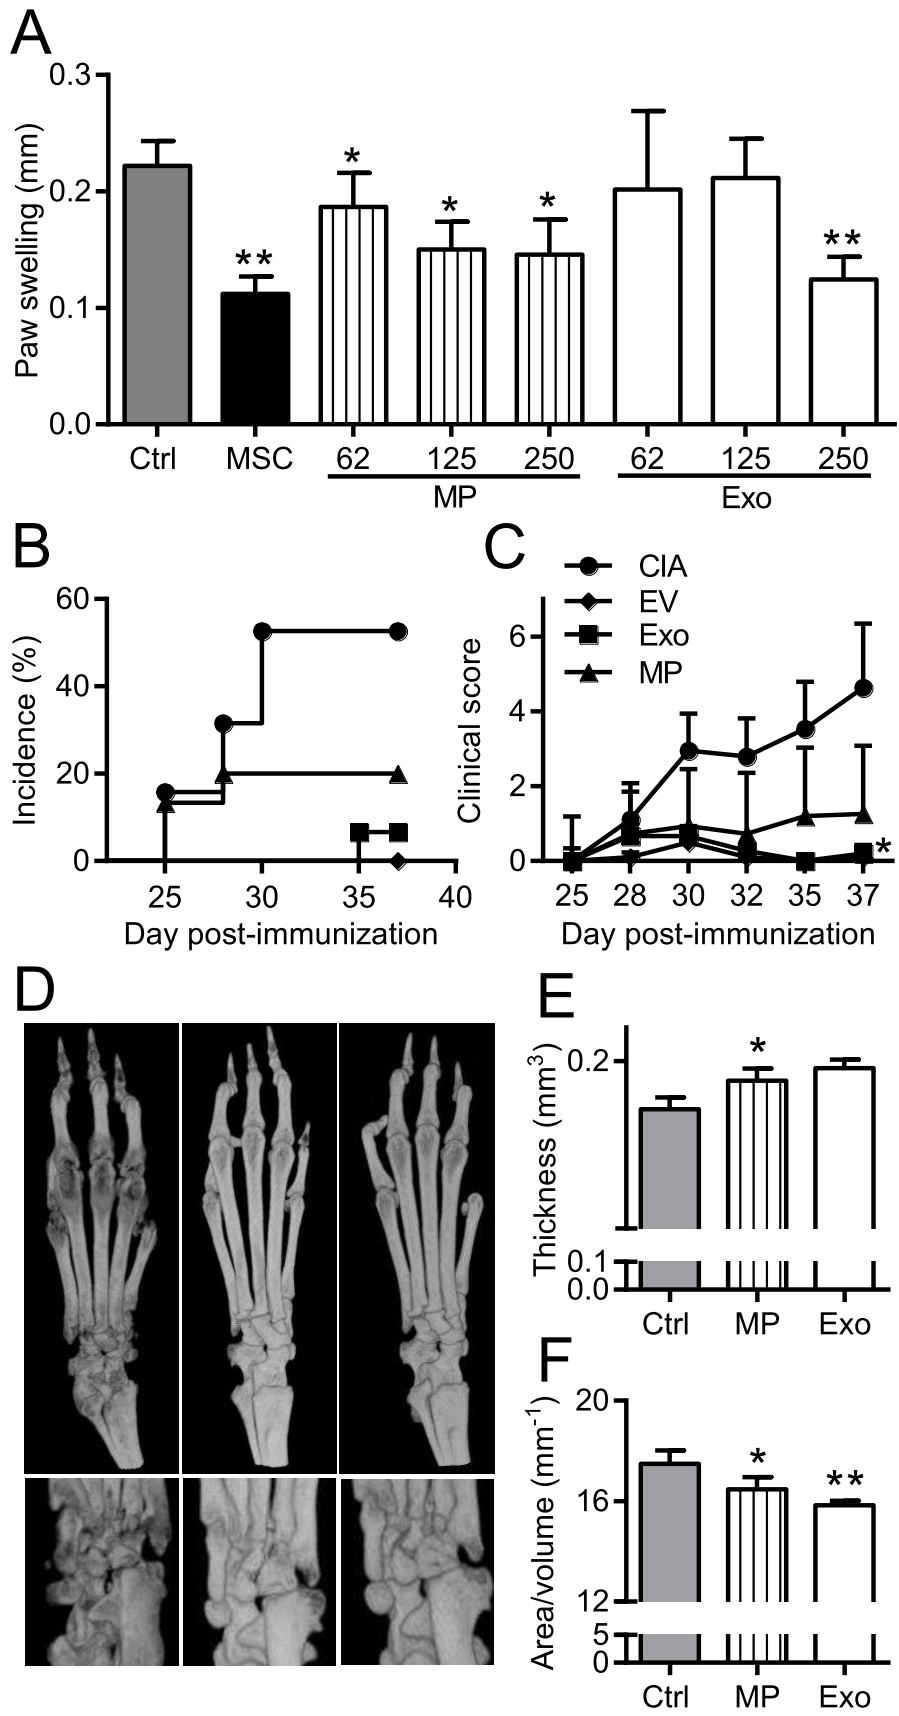 A
Paw swelling (mm)
0.3
0.2
0.1
0.0
** * * * **
Ctrl MSC 62 125 250 62 125 250
MP Exo
B
Incidence (%)
60
40
20
0
25 30 35 40
Day post-immunization
C
CIA
EV
Exo
MP
Clinical score
6
4
2
0
*
25 28 30 32 35 37
Day post-immunization
D
E
Thickness (mm³)
0.2
0.1
0.0
*
Ctrl MP Exo
F
Area/volume (mm⁻¹)
20
16
12
5
0
* **
Ctrl MP Exo